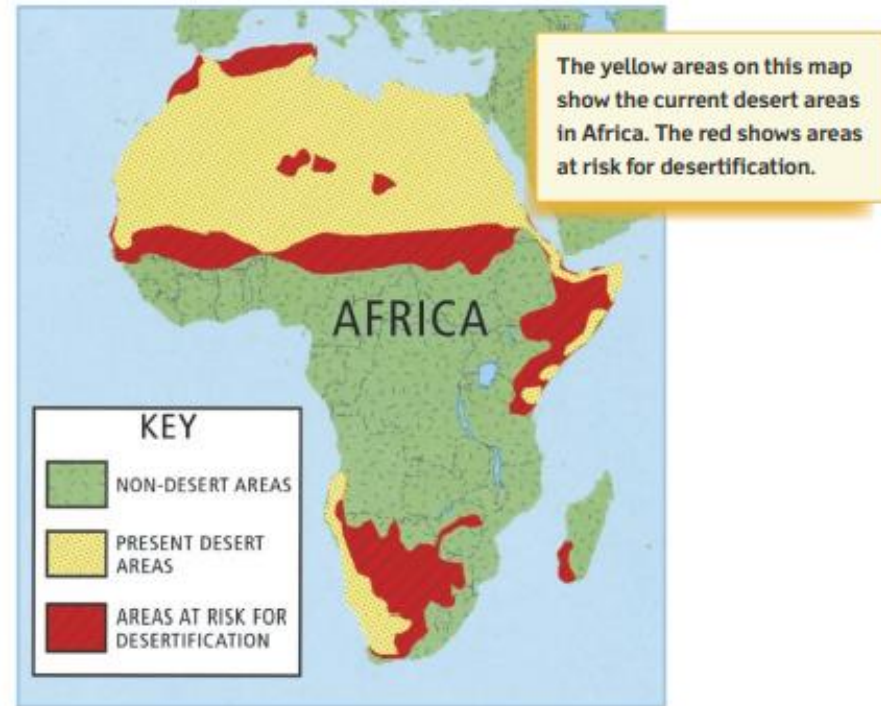 The yellow areas on this map
show the current desert areas
in Africa. The red shows areas
at risk for desertification.
AFRICA
KEY
NON-DESERT AREAS
PRESENT DESERT
AREAS
AREAS AT RISK FOR
DESERTIFICATION